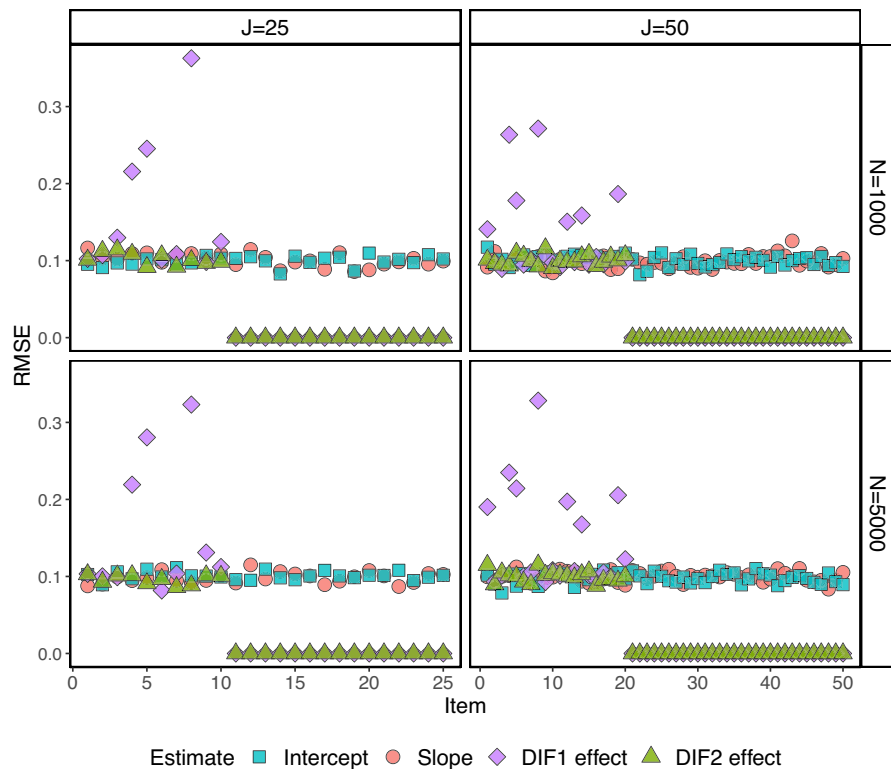 J=25
J=50
0.3
0.2
0.1
0.0
N=1000
0.3
0.2
0.1
0.0
N=5000
RMSE
0 5 10 15 20 25
0 10 20 30 40 50
Item
Estimate Intercept Slope DIF1 effect DIF2 effect